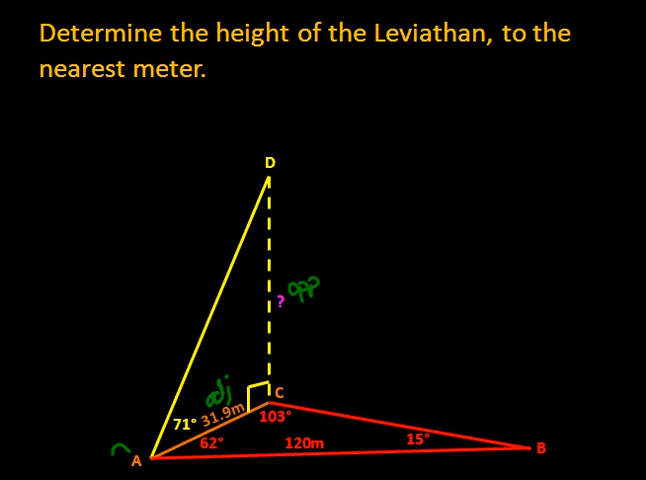 Determine the height of the Leviathan, to the
nearest meter.
D
? opp
adj
C
71° 31.9m 103°
62° 120m 15°
A
B